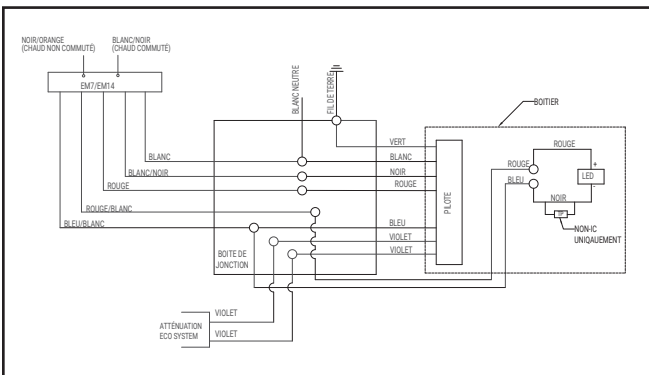 NOIR/ORANGE
(CHAUD NON COMMUTÉ)
BLANC/NOIR
(CHAUD COMMUTÉ)
EM7/EM14
BLANC NEUTRE
FIL DE TERRE
BOITIER
VERT
BLANC
BLANC
BLANC/NOIR
NOIR
ROUGE
ROUGE
ROUGE/BLANC
BLEU/BLANC
BLEU
VIOLET
VIOLET
BOITE DE
JONCTION
PILOTE
ROUGE
ROUGE
BLEU
+
LED
-
NOIR
NON-IC
UNIQAUEMENT
VIOLET
ATTÉNUATION
ECO SYSTEM
VIOLET